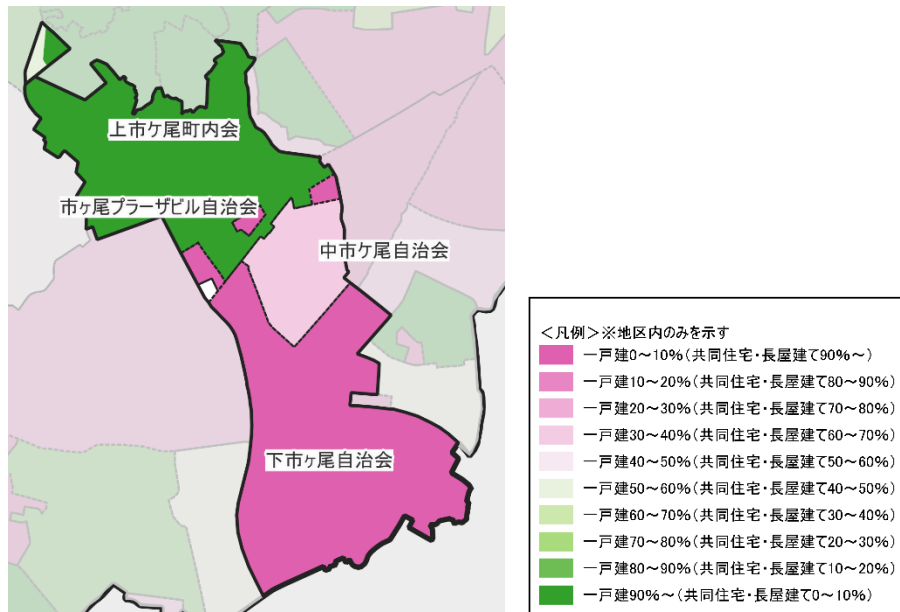 上市ケ尾町内会
市ヶ尾プラーザビル自治会
中市ケ尾自治会
下市ヶ尾自治会
<凡例>※地区内のみを示す
一戸建0～10%(共同住宅・長屋建て90%～)
一戸建10～20%(共同住宅・長屋建て80～90%)
一戸建20～30%(共同住宅・長屋建て70～80%)
一戸建30～40%(共同住宅・長屋建て60～70%)
一戸建40～50%(共同住宅・長屋建て50～60%)
一戸建50～60%(共同住宅・長屋建て40～50%)
一戸建60～70%(共同住宅・長屋建て30～40%)
一戸建70～80%(共同住宅・長屋建て20～30%)
一戸建80～90%(共同住宅・長屋建て10～20%)
一戸建90%～(共同住宅・長屋建て0～10%)